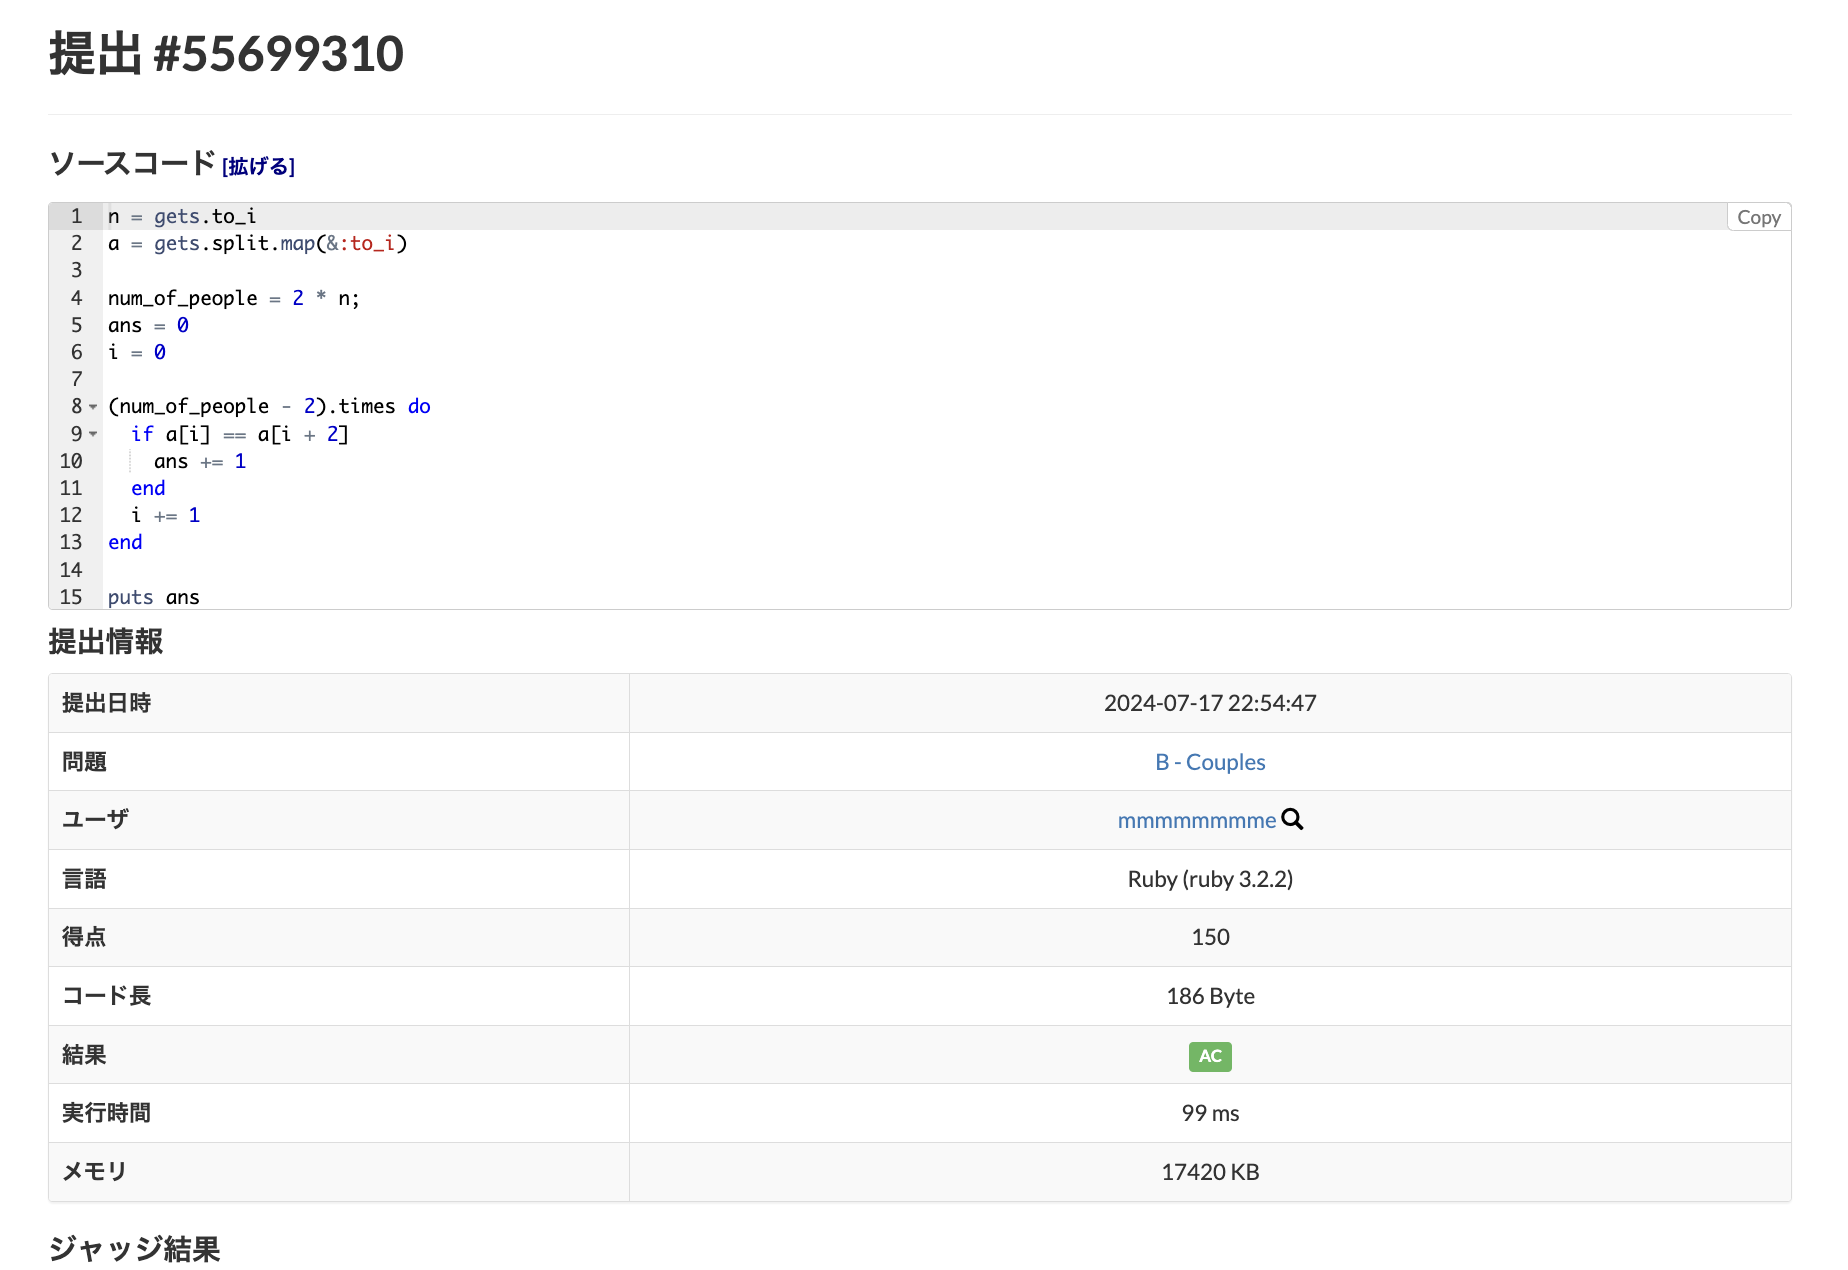 提出 #55699310
ソースコード [拡げる]
Copy
1 n = gets.to_i
2 a = gets.split.map(&:to_i)
3
4 num_of_people = 2 * n;
5 ans = 0
6 i = 0
7
8 (num_of_people - 2).times do
9   if a[i] == a[i + 2]
10     ans += 1
11   end
12   i += 1
13 end
14
15 puts ans
提出情報
提出日時 2024-07-17 22:54:47
問題 B - Couples
ユーザ mmmmmmmme
言語 Ruby (ruby 3.2.2)
得点 150
コード長 186 Byte
結果 AC
実行時間 99 ms
メモリ 17420 KB
ジャッジ結果